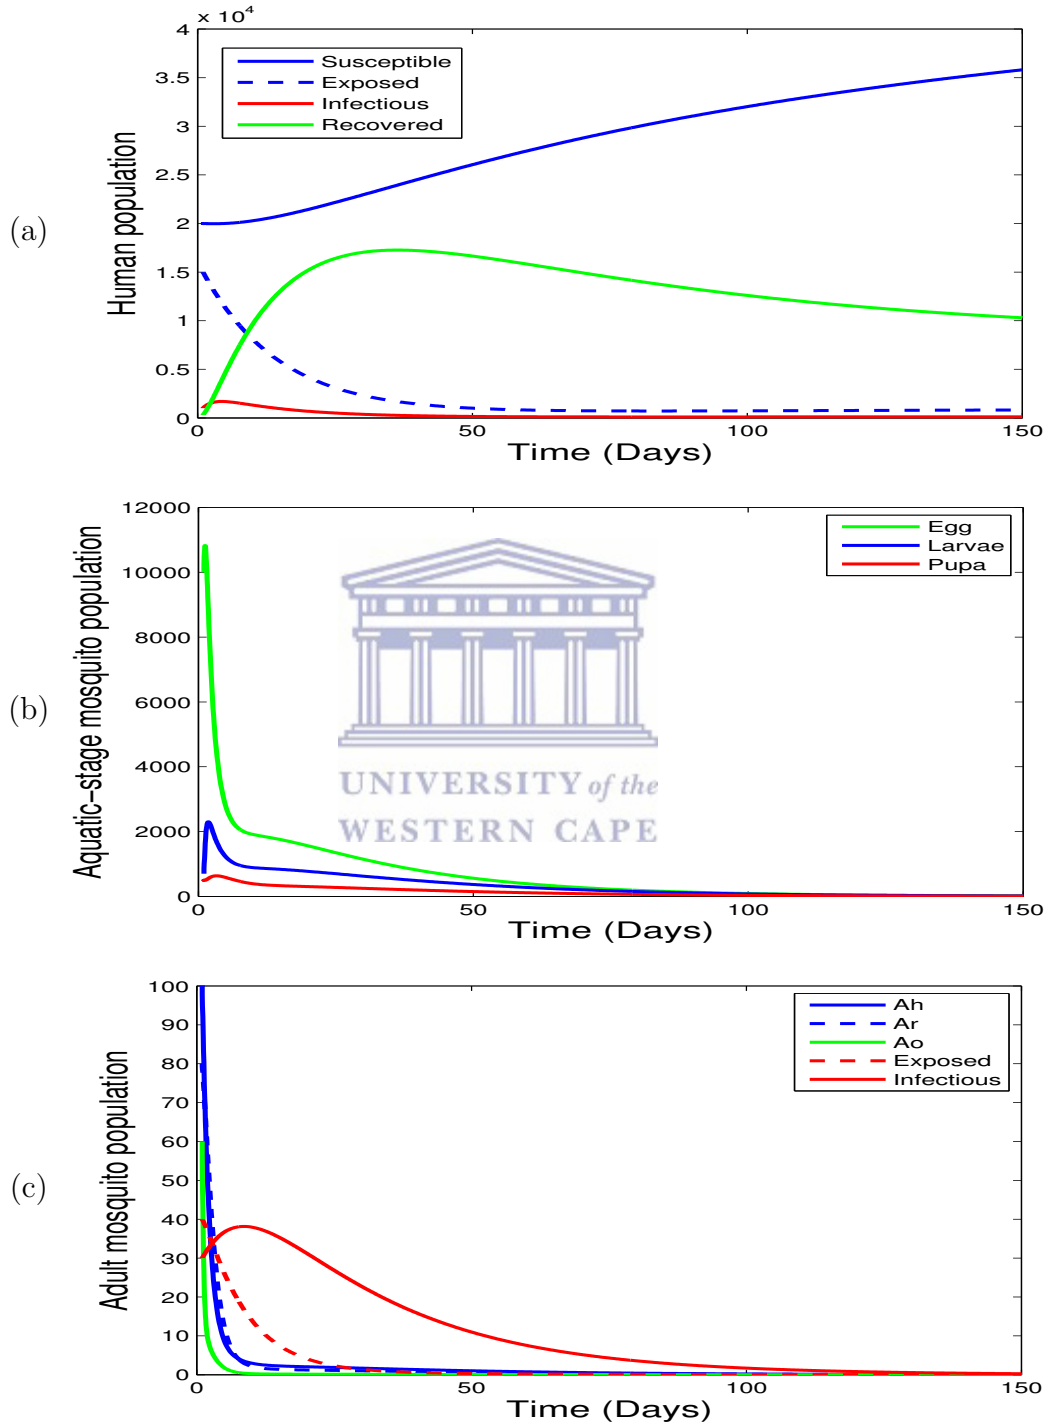 × 10⁴
4
3.5
3
2.5
2
1.5
1
0.5
0
Susceptible
Exposed
Infectious
Recovered
Human population
(a)
0 50 100 150
Time (Days)
12000
10000
8000
6000
4000
2000
0
Egg
Larvae
Pupa
Aquatic-stage mosquito population
(b)
UNIVERSITY of the
WESTERN CAPE
0 50 100 150
Time (Days)
100
90
80
70
60
50
40
30
20
10
0
Ah
Ar
Ao
Exposed
Infectious
Adult mosquito population
(c)
0 50 100 150
Time (Days)